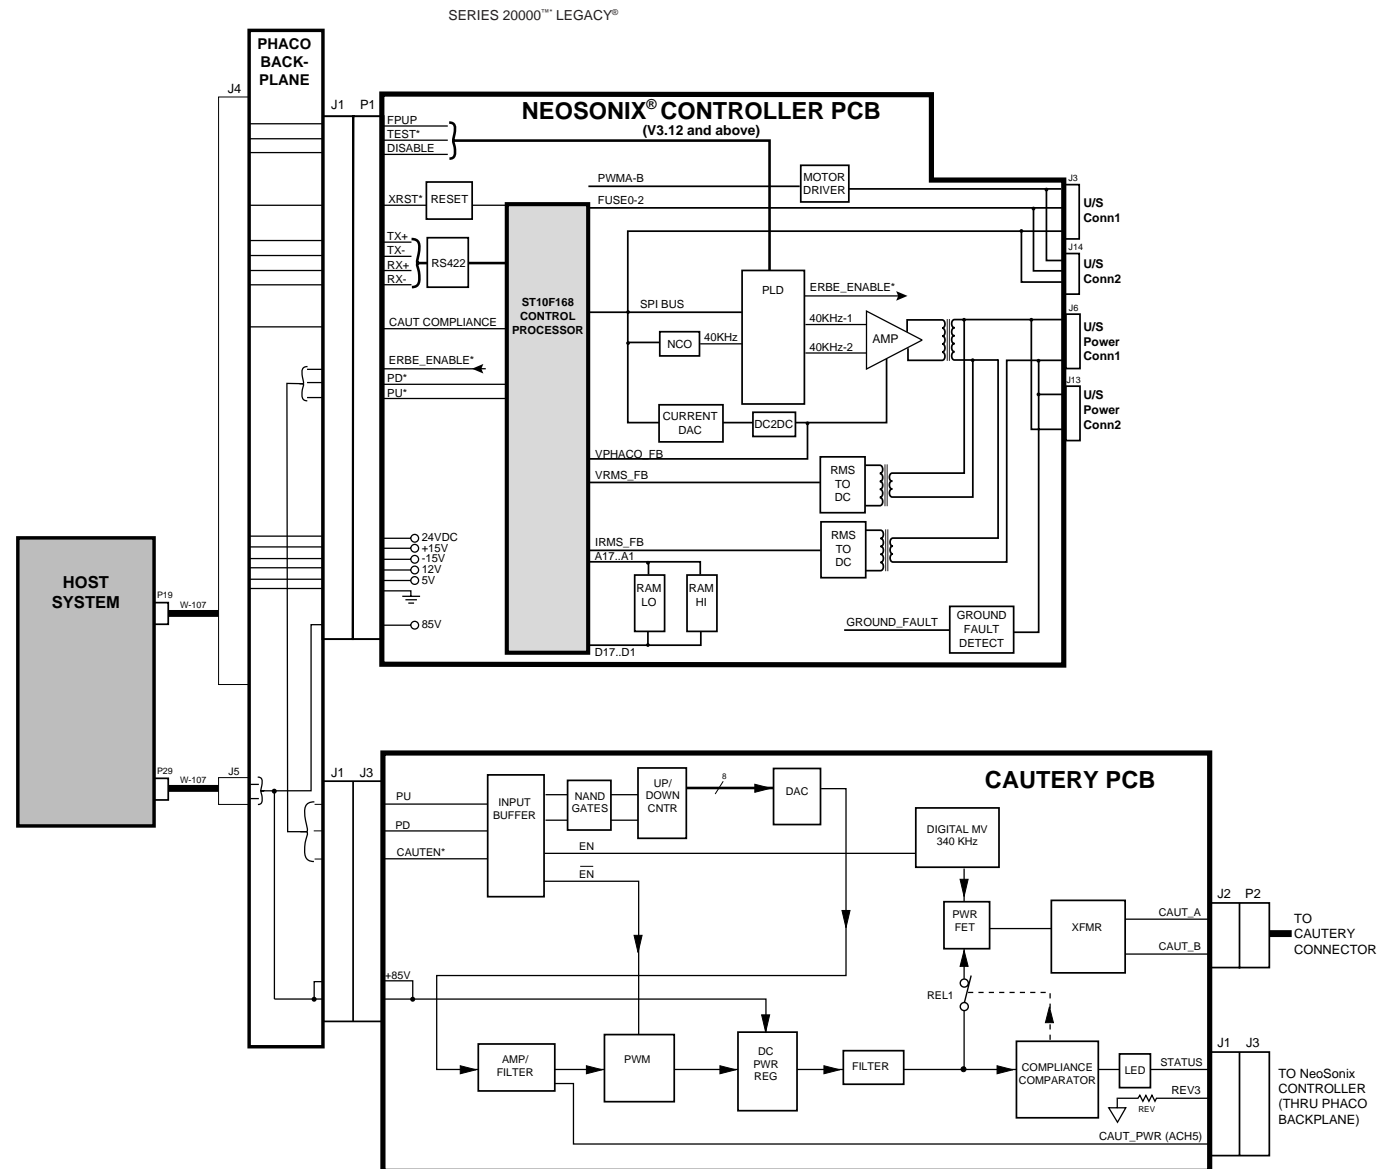 SERIES 20000™* LEGACY®
PHACO
BACK-
PLANE
J4
J1 P1
NEOSONIX® CONTROLLER PCB
(V3.12 and above)
FPUP
TEST*
DISABLE
XRST*
RESET
TX+
TX-
RX+
RX-
RS422
CAUT COMPLIANCE
ERBE_ENABLE*
PD*
PU*
ST10F168
CONTROL
PROCESSOR
PWMA-B
FUSE0-2
MOTOR
DRIVER
SPI BUS
NCO
40KHz
PLD
ERBE_ENABLE*
40KHz-1
40KHz-2
AMP
CURRENT
DAC
DC2DC
VPHACO_FB
VRMS_FB
RMS
TO
DC
IRMS_FB
A17..A1
RMS
TO
DC
RAM
LO
RAM
HI
D17..D1
GROUND_FAULT
GROUND
FAULT
DETECT
J3
U/S
Conn1
J14
U/S
Conn2
J6
U/S
Power
Conn1
J13
U/S
Power
Conn2
24VDC
+15V
-15V
12V
5V
85V
HOST
SYSTEM
P19
W-107
P29
W-107
J5
J1 J3
CAUTERY PCB
PU
PD
CAUTEN*
INPUT
BUFFER
NAND
GATES
UP/
DOWN
CNTR
8
DAC
EN
EN
DIGITAL MV
340 KHz
PWR
FET
XFMR
CAUT_A
CAUT_B
J2 P2
TO
CAUTERY
CONNECTOR
+85V
REL1
AMP/
FILTER
PWM
DC
PWR
REG
FILTER
COMPLIANCE
COMPARATOR
LED
STATUS
REV3
REV
CAUT_PWR (ACH5)
J1 J3
TO NeoSonix
CONTROLLER
(THRU PHACO
BACKPLANE)